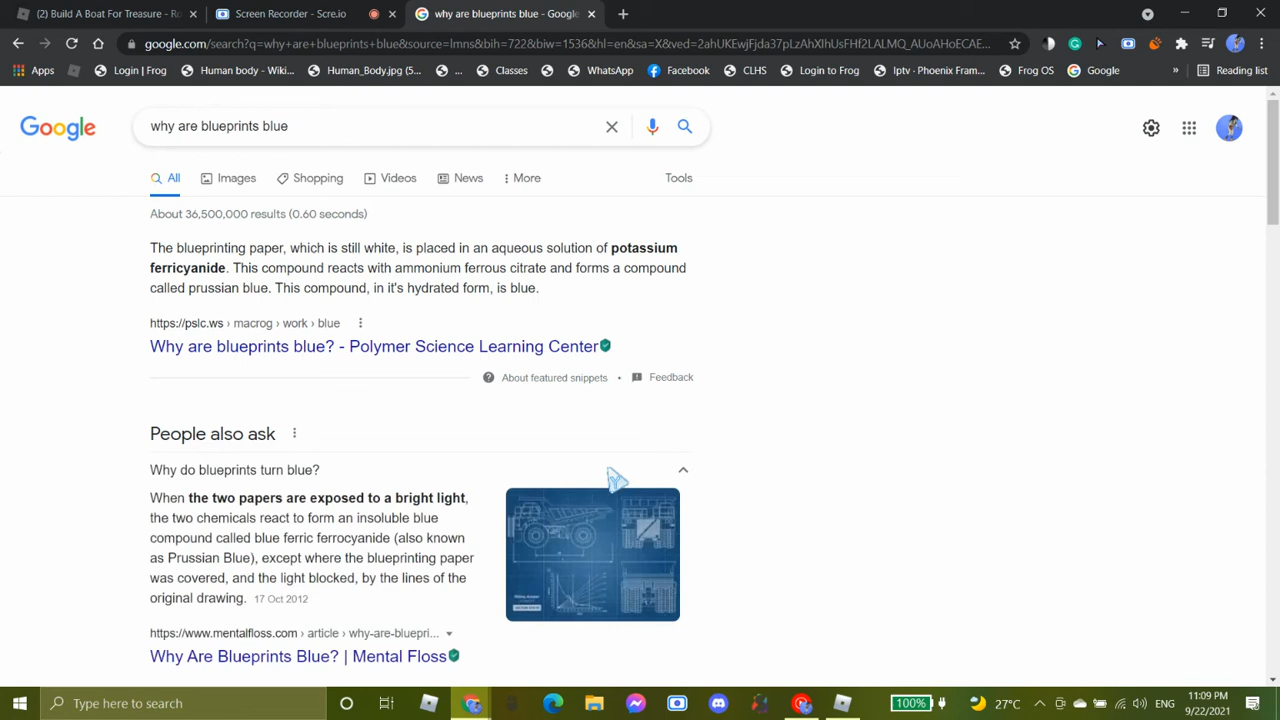 (2) Build A Boat For Treasure - Ro
Screen Recorder - Scre.io
why are blueprints blue - Google
google.com/search?q=why+are+blueprints+blue&source=lmns&bih=722&biw=1536&hl=en&sa=X&ved=2ahUKEwjFjda37pLzAhXIhUsFHf2LALMQ_AUoAHoECAE...
Apps
Login | Frog
Human body - Wiki...
Human_Body.jpg (5...
...
Classes
WhatsApp
Facebook
CLHS
Login to Frog
Iptv - Phoenix Fram...
Frog OS
Google
»
Reading list
Google
why are blueprints blue
All
Images
Shopping
Videos
News
More
Tools
About 36,500,000 results (0.60 seconds)
The blueprinting paper, which is still white, is placed in an aqueous solution of potassium
ferricyanide. This compound reacts with ammonium ferrous citrate and forms a compound
called prussian blue. This compound, in it's hydrated form, is blue.
https://pslc.ws › macrog › work › blue
Why are blueprints blue? - Polymer Science Learning Center
About featured snippets • Feedback
People also ask
Why do blueprints turn blue?
When the two papers are exposed to a bright light,
the two chemicals react to form an insoluble blue
compound called blue ferric ferrocyanide (also known
as Prussian Blue), except where the blueprinting paper
was covered, and the light blocked, by the lines of the
original drawing. 17 Oct 2012
https://www.mentalfloss.com › article › why-are-bluepri...
Why Are Blueprints Blue? | Mental Floss
Type here to search
100%
27°C
ENG
11:09 PM
9/22/2021